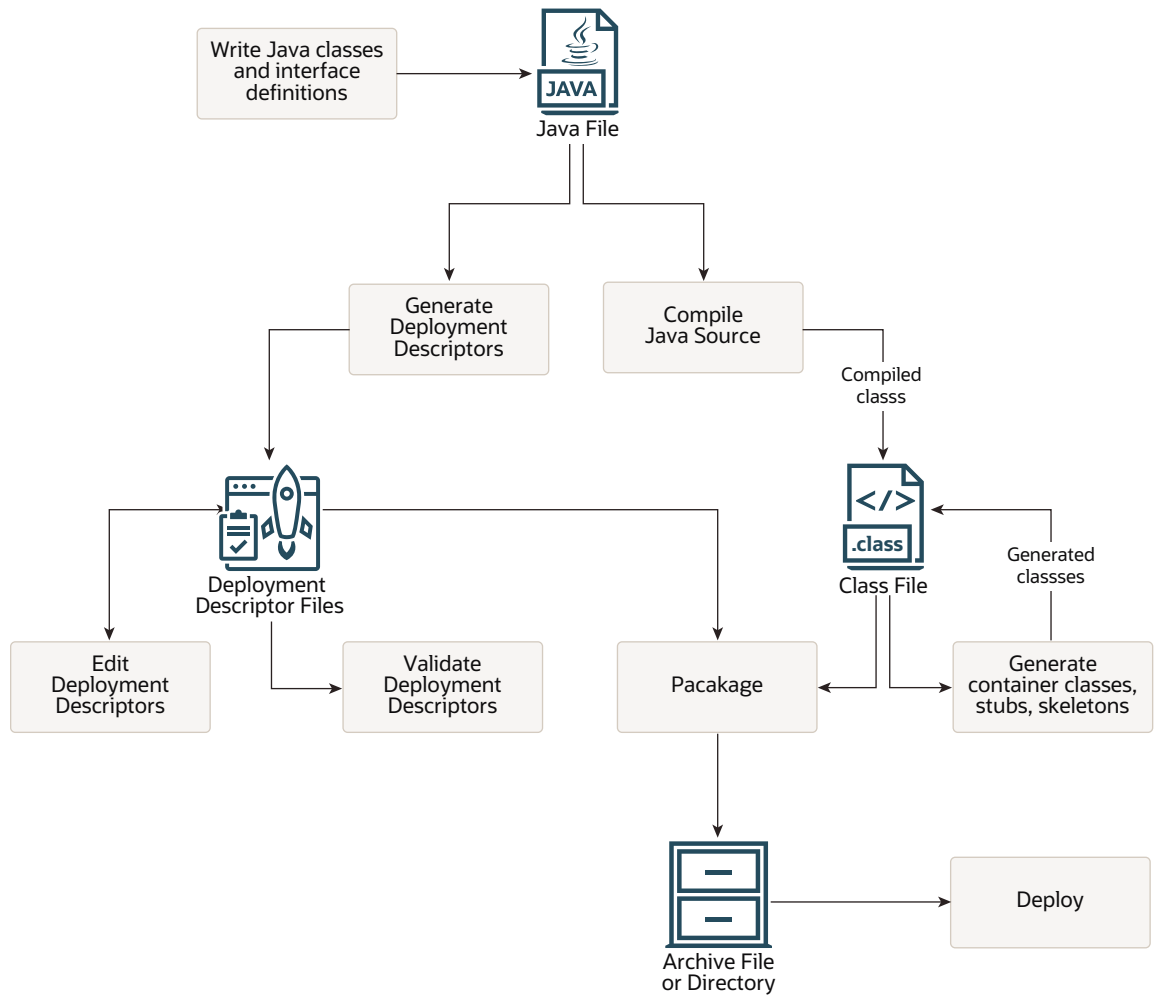 Write Java classes
and interface
definitions
JAVA
Java File
Generate
Deployment
Descriptors
Compile
Java Source
Compiled
classs
Deployment
Descriptor Files
</>
.class
Class File
Generated
classses
Edit
Deployment
Descriptors
Validate
Deployment
Descriptors
Pacakage
Generate
container classes,
stubs, skeletons
Archive File
or Directory
Deploy